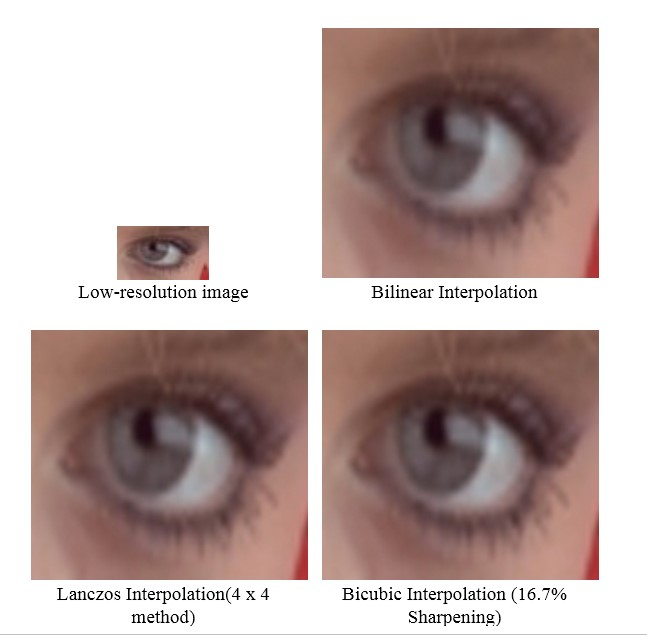 Low-resolution image
Bilinear Interpolation
Lanczos Interpolation(4 x 4
method)
Bicubic Interpolation (16.7%
Sharpening)